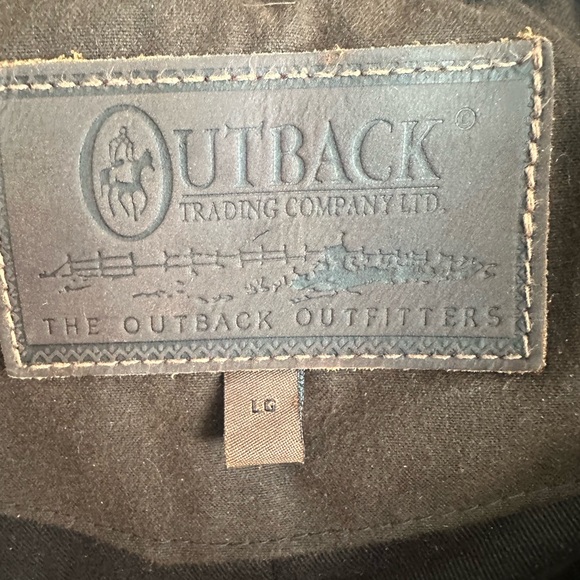 OUTBACK ©
TRADING COMPANY LTD.
THE OUTBACK OUTFITTERS
LG